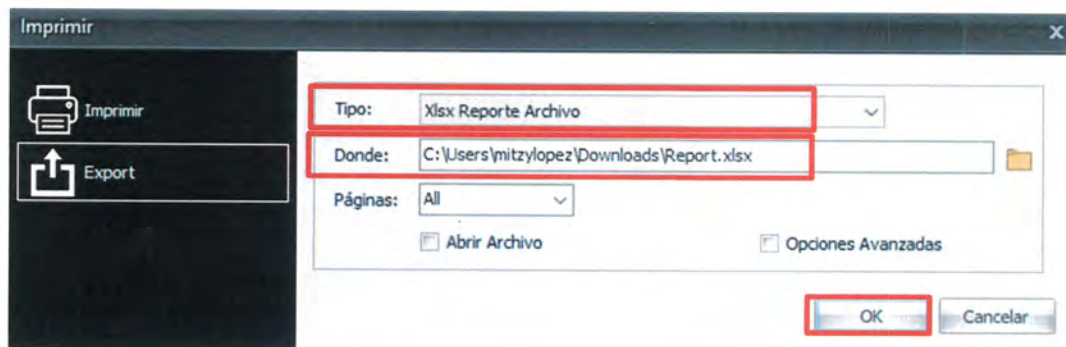 Imprimir
x
Imprimir
Export
Tipo: Xlsx Reporte Archivo
Donde: C:\Users\mitzylopez\Downloads\Report.xlsx
Páginas: All
Abrir Archivo Opciones Avanzadas
OK Cancelar